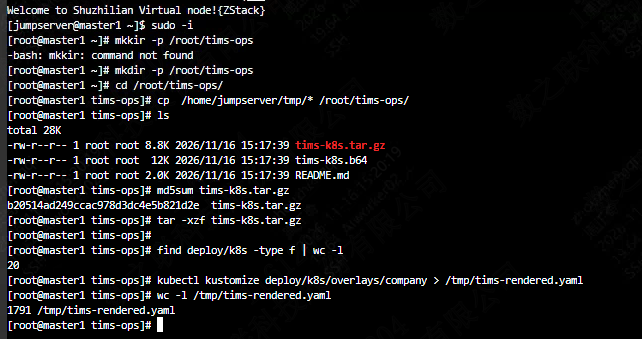 Welcome to Shuzhilian Virtual node!{ZStack}
[jumpserver@master1 ~]$ sudo -i
[root@master1 ~]# mkkir -p /root/tims-ops
-bash: mkkir: command not found
[root@master1 ~]# mkdir -p /root/tims-ops
[root@master1 ~]# cd /root/tims-ops/
[root@master1 tims-ops]# cp  /home/jumpserver/tmp/* /root/tims-ops/
[root@master1 tims-ops]# ls
total 28K
-rw-r--r-- 1 root root 8.8K 2026/11/16 15:17:39 tims-k8s.tar.gz
-rw-r--r-- 1 root root  12K 2026/11/16 15:17:39 tims-k8s.b64
-rw-r--r-- 1 root root 2.0K 2026/11/16 15:17:39 README.md
[root@master1 tims-ops]# md5sum tims-k8s.tar.gz
b20514ad249ccac978d3dc4e5b821d2e  tims-k8s.tar.gz
[root@master1 tims-ops]# tar -xzf tims-k8s.tar.gz
[root@master1 tims-ops]#
[root@master1 tims-ops]# find deploy/k8s -type f | wc -l
20
[root@master1 tims-ops]# kubectl kustomize deploy/k8s/overlays/company > /tmp/tims-rendered.yaml
[root@master1 tims-ops]# wc -l /tmp/tims-rendered.yaml
1791 /tmp/tims-rendered.yaml
[root@master1 tims-ops]#